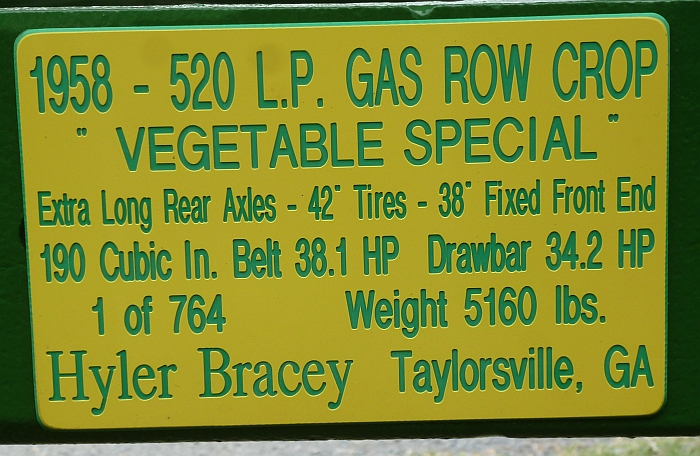 1958 - 520 L.P. GAS ROW CROP
" VEGETABLE SPECIAL "
Extra Long Rear Axles - 42" Tires - 38" Fixed Front End
190 Cubic In. Belt 38.1 HP Drawbar 34.2 HP
1 of 764 Weight 5160 lbs.
Hyler Bracey Taylorsville, GA